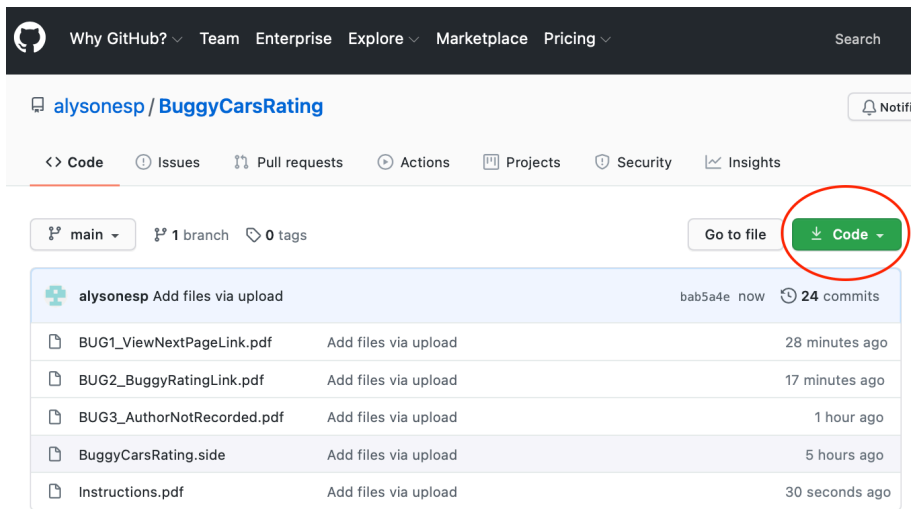 Why GitHub? Team Enterprise Explore Marketplace Pricing Search
alysonesp / BuggyCarsRating Notifi
<> Code Issues Pull requests Actions Projects Security Insights
main 1 branch 0 tags Go to file Code
alysonesp Add files via upload bab5a4e now 24 commits
BUG1_ViewNextPageLink.pdf Add files via upload 28 minutes ago
BUG2_BuggyRatingLink.pdf Add files via upload 17 minutes ago
BUG3_AuthorNotRecorded.pdf Add files via upload 1 hour ago
BuggyCarsRating.side Add files via upload 5 hours ago
Instructions.pdf Add files via upload 30 seconds ago